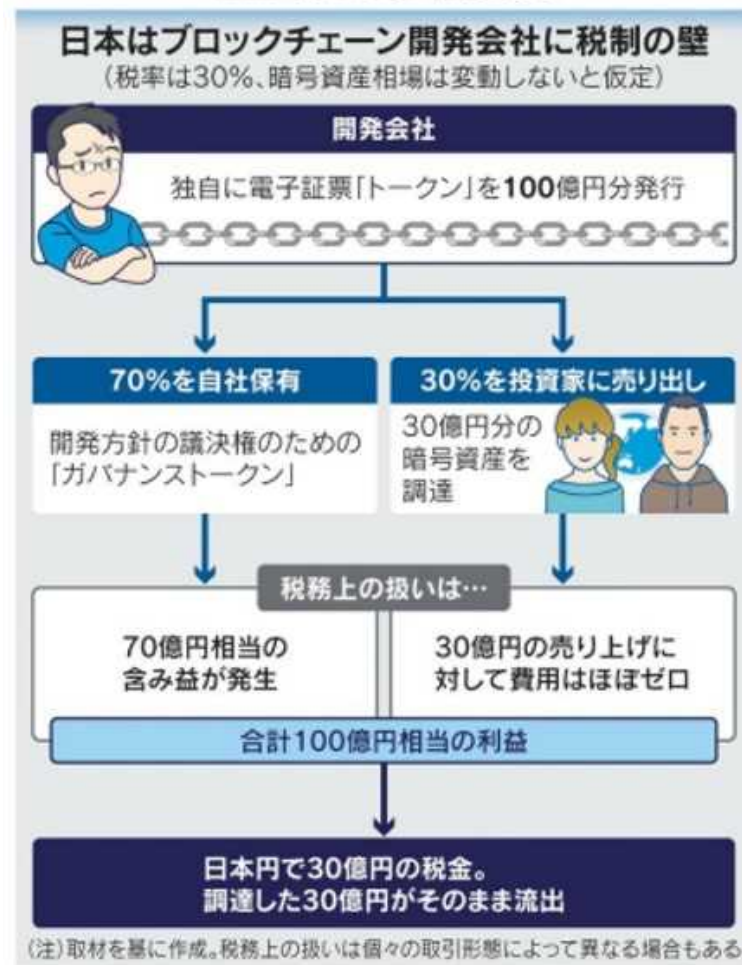 日本はブロックチェーン開発会社に税制の壁
(税率は30%、暗号資産相場は変動しないと仮定)
開発会社
独自に電子証票「トークン」を100億円分発行
70%を自社保有
開発方針の議決権のための
「ガバナンストークン」
30%を投資家に売り出し
30億円分の
暗号資産を
調達
税務上の扱いは…
70億円相当の
含み益が発生
30億円の売り上げに
対して費用はほぼゼロ
合計100億円相当の利益
日本円で30億円の税金。
調達した30億円がそのまま流出
(注)取材を基に作成。税務上の扱いは個々の取引形態によって異なる場合もある